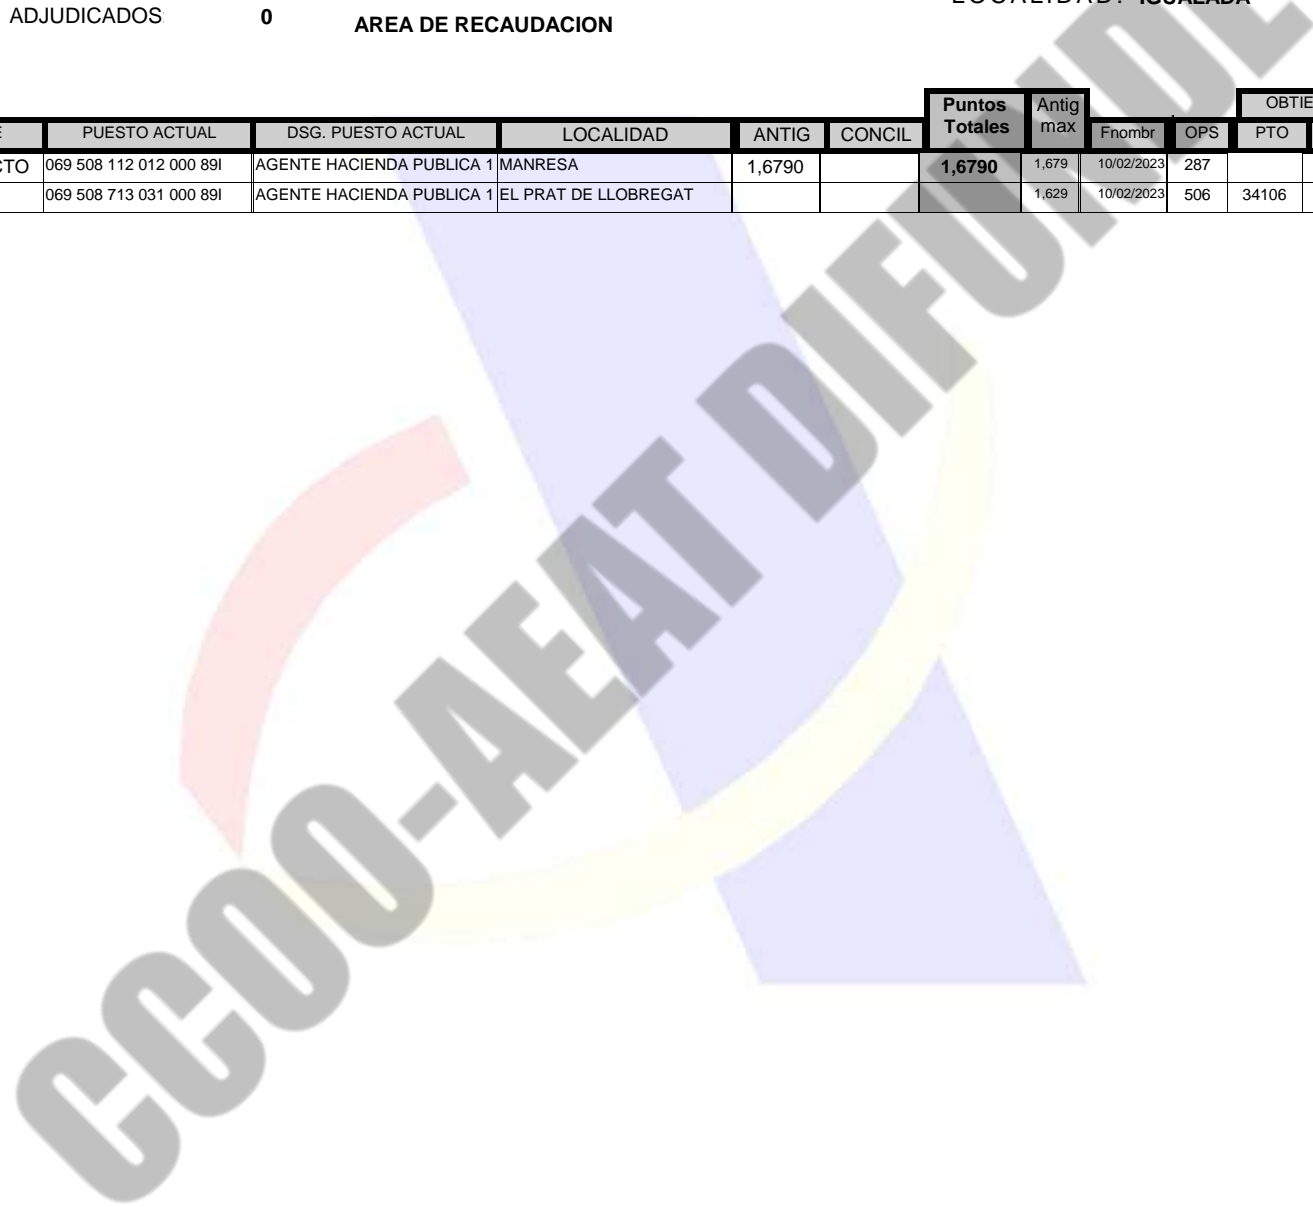 LOCALIDAD: IGUALADA
ADJUDICADOS: 0 AREA DE RECAUDACION
Puntos Totales Antig max OBTIE
PUESTO ACTUAL DSG. PUESTO ACTUAL LOCALIDAD ANTIG CONCIL Fnombr OPS PTO
CTO 069 508 112 012 000 89I AGENTE HACIENDA PUBLICA 1 MANRESA 1,6790 1,6790 1,679 10/02/2023 287
069 508 713 031 000 89I AGENTE HACIENDA PUBLICA 1 EL PRAT DE LLOBREGAT 1,629 10/02/2023 506 34106
CCOO-AEAT DIFUNDE